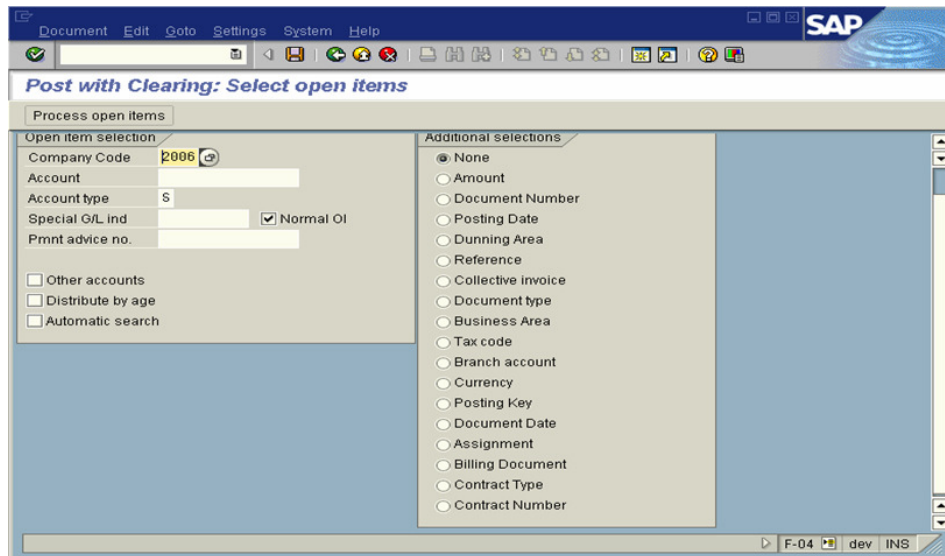 Document Edit Goto Settings System Help
SAP
Post with Clearing: Select open items
Process open items
Open item selection
Company Code 2006
Account
Account type S
Special G/L ind Normal OI
Pmnt advice no.
Other accounts
Distribute by age
Automatic search
Additional selections
None
Amount
Document Number
Posting Date
Dunning Area
Reference
Collective invoice
Document type
Business Area
Tax code
Branch account
Currency
Posting Key
Document Date
Assignment
Billing Document
Contract Type
Contract Number
F-04 dev INS